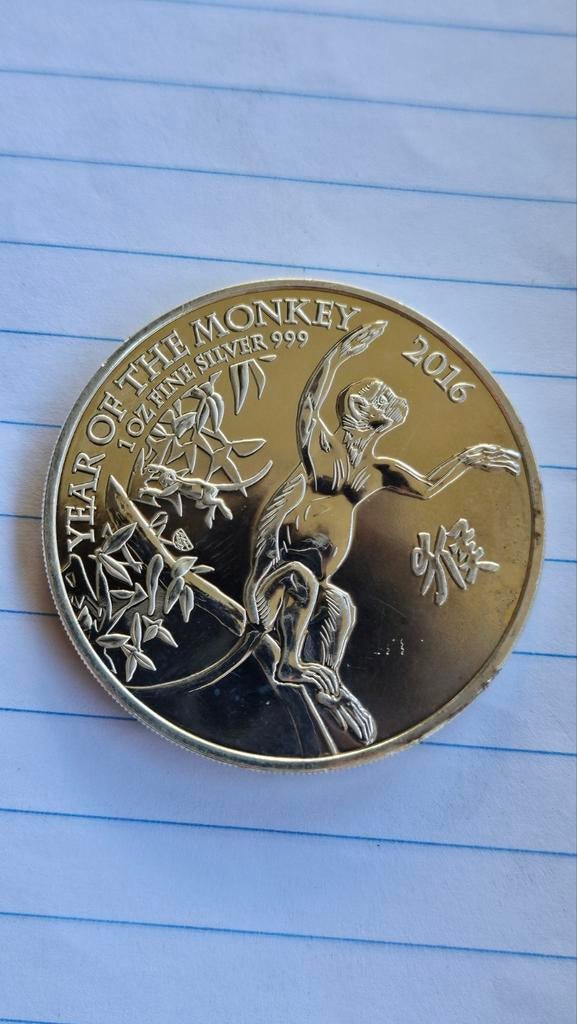 YEAR OF THE MONKEY 2016
1 OZ FINE SILVER 999
猴